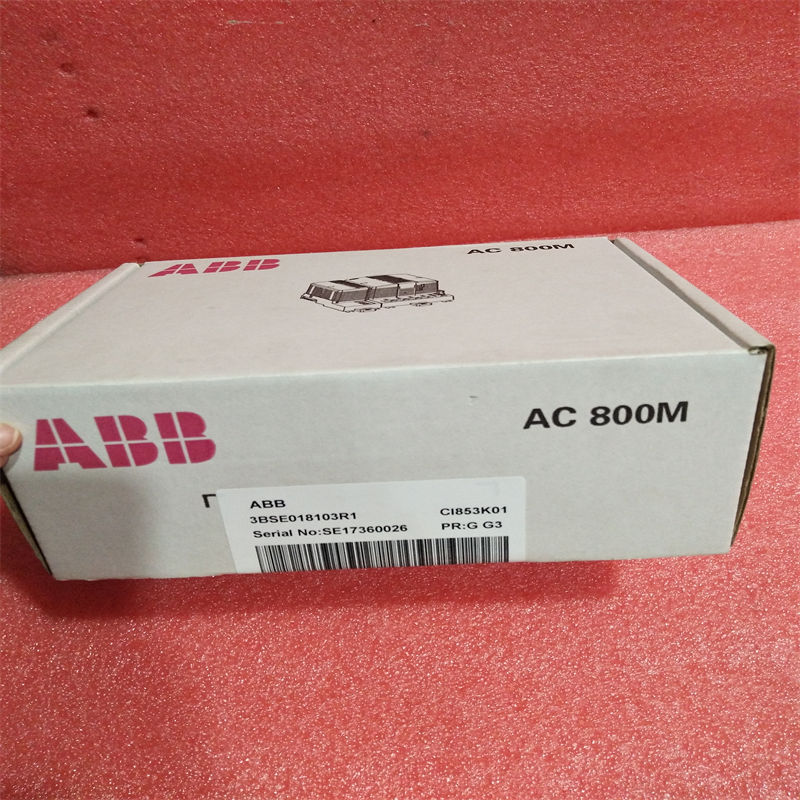 ABB
AC 800M
ABB
AC 800M
ABB
3BSE018103R1 CI853K01
Serial No:SE17360026 PR:G G3